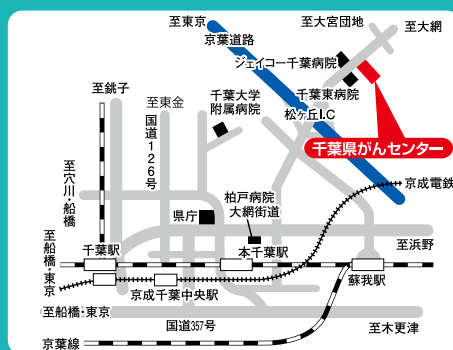 至東京
至大宮団地
京葉道路
至大網
ジェイコー千葉病院
至銚子
至東金
千葉大学
附属病院
千葉東病院
松ヶ丘I.C
国道126号
千葉県がんセンター
至穴川・船橋
柏戸病院
大網街道
京成電鉄
県庁
至船橋・東京
千葉駅
本千葉駅
至浜野
京成千葉中央駅
蘇我駅
至船橋・東京
国道357号
至木更津
京葉線